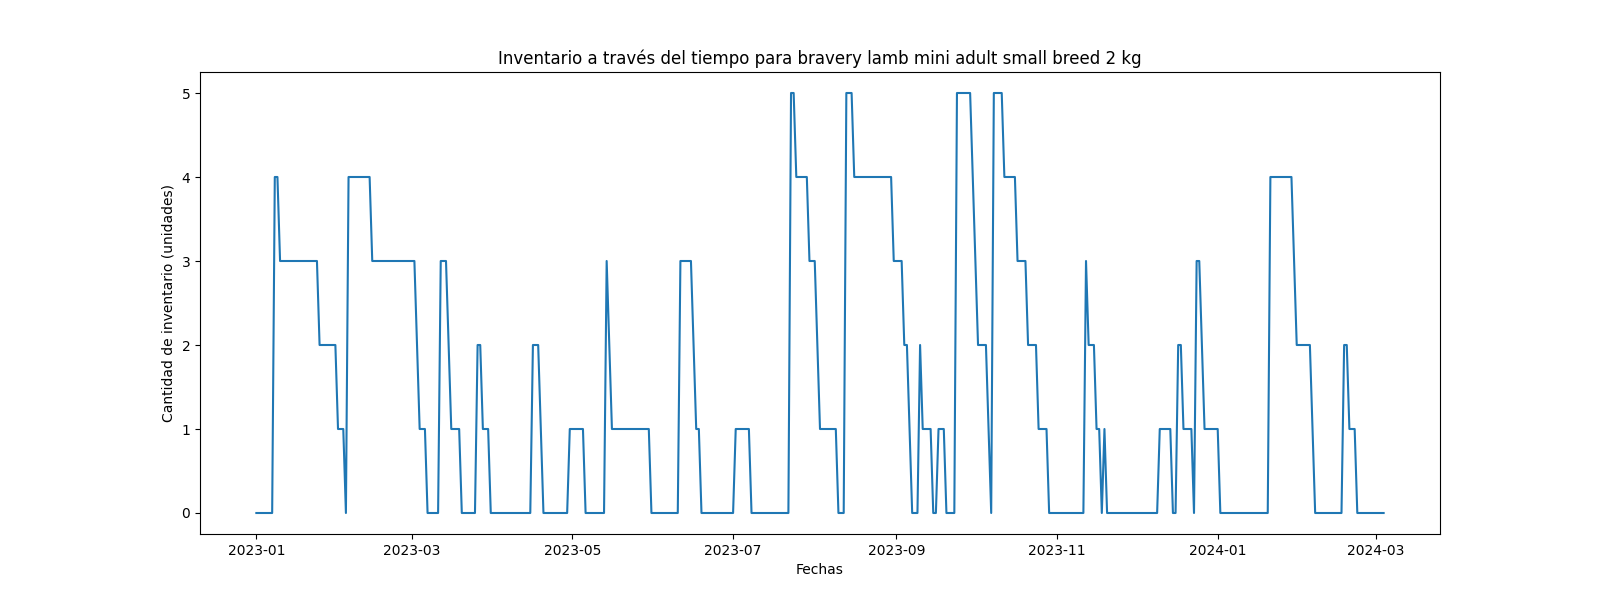 Inventario a través del tiempo para bravery lamb mini adult small breed 2 kg
Cantidad de inventario (unidades)
5
4
3
2
1
0
2023-01 2023-03 2023-05 2023-07 2023-09 2023-11 2024-01 2024-03
Fechas